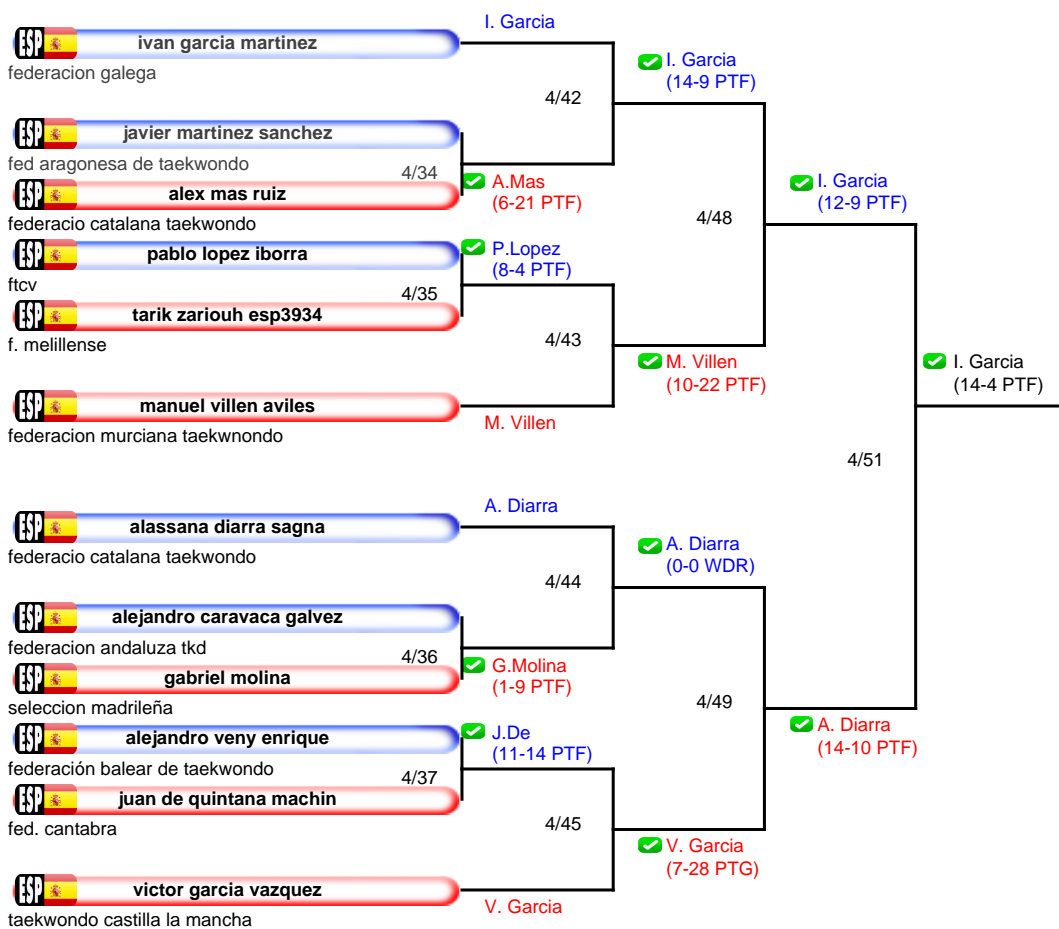 I. Garcia
ESP ivan garcia martinez
federacion galega
I. Garcia
(14-9 PTF)
4/42
ESP javier martinez sanchez
fed aragonesa de taekwondo
4/34
ESP alex mas ruiz
A.Mas
(6-21 PTF)
federacio catalana taekwondo
I. Garcia
(12-9 PTF)
4/48
ESP pablo lopez iborra
P.Lopez
(8-4 PTF)
ftcv
4/35
ESP tarik zariouh esp3934
f. melillense
4/43
M. Villen
(10-22 PTF)
I. Garcia
(14-4 PTF)
ESP manuel villen aviles
M. Villen
federacion murciana taekwnondo
4/51
A. Diarra
ESP alassana diarra sagna
federacio catalana taekwondo
A. Diarra
(0-0 WDR)
4/44
ESP alejandro caravaca galvez
federacion andaluza tkd
4/36
ESP gabriel molina
G.Molina
(1-9 PTF)
seleccion madrileña
4/49
A. Diarra
(14-10 PTF)
ESP alejandro veny enrique
J.De
(11-14 PTF)
federación balear de taekwondo
4/37
ESP juan de quintana machin
fed. cantabra
4/45
V. Garcia
(7-28 PTG)
ESP victor garcia vazquez
V. Garcia
taekwondo castilla la mancha